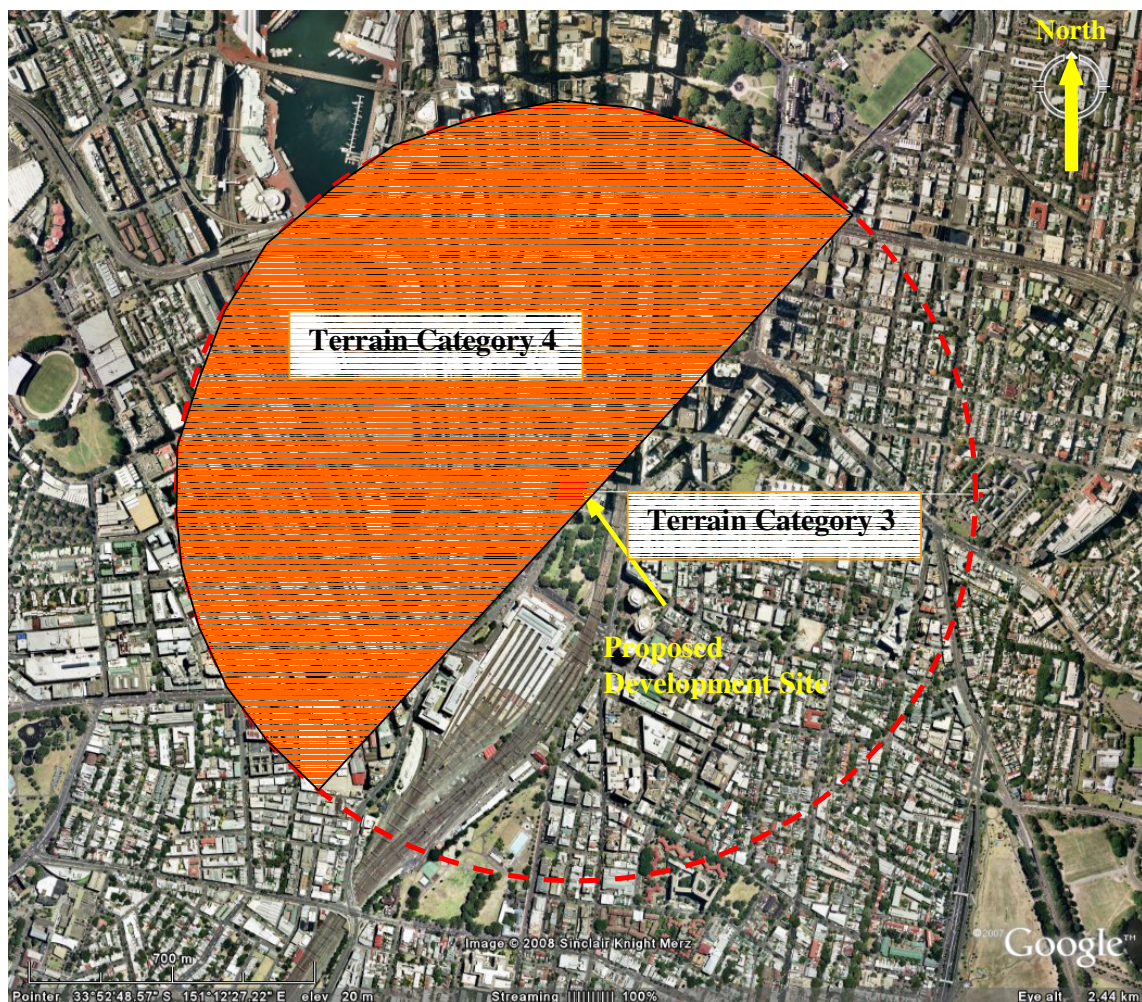 North
Terrain Category 4
Terrain Category 3
Proposed
Development Site
Image © 2008 Sinclair Knight Merz
©2007 Google™
700 m
Pointer 33°52'48.57" S 151°12'27.22" E elev 20 m Streaming |||||||||| 100% Eye alt 2.44 km